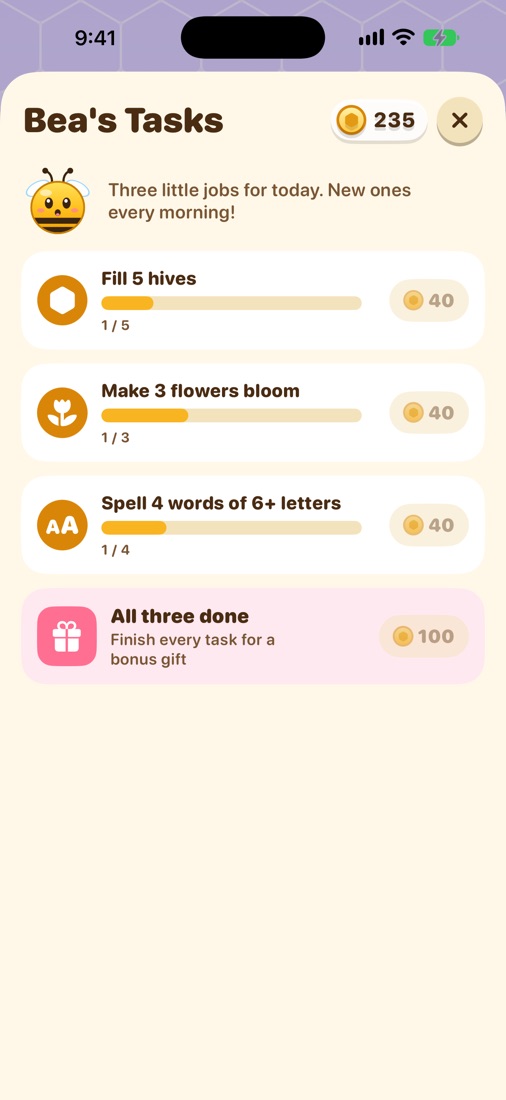 9:41
Bea's Tasks
235
Three little jobs for today. New ones
every morning!
Fill 5 hives
1 / 5
40
Make 3 flowers bloom
1 / 3
40
AA
Spell 4 words of 6+ letters
1 / 4
40
All three done
Finish every task for a
bonus gift
100